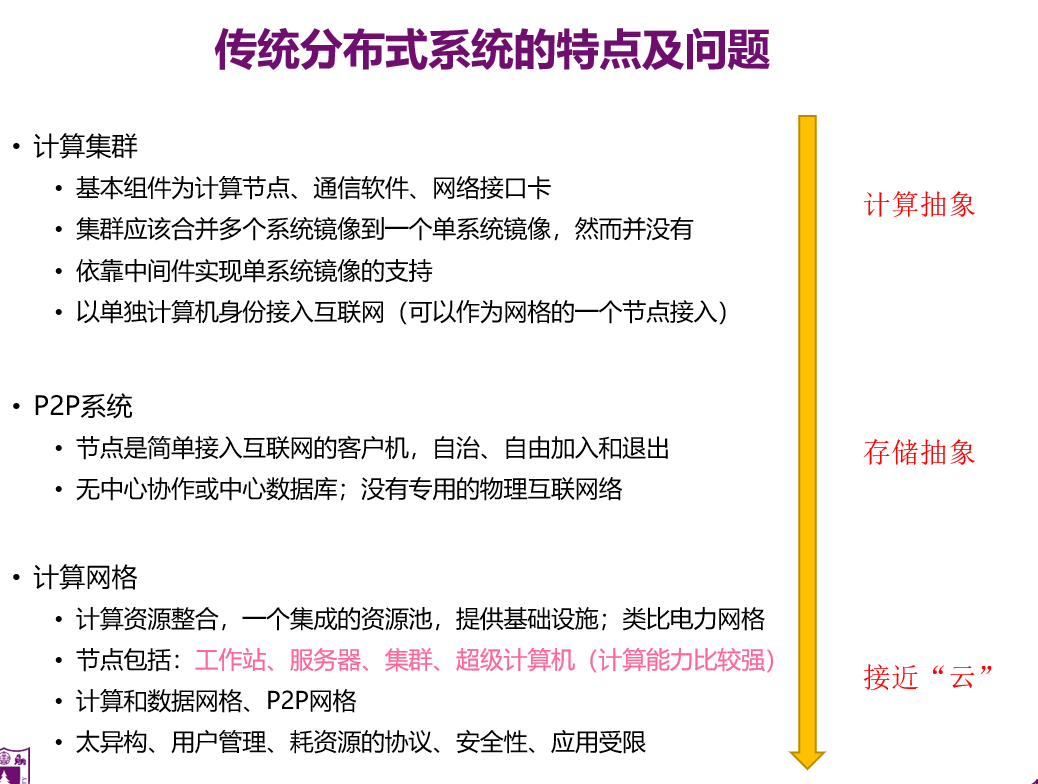 传统分布式系统的特点及问题
• 计算集群
• 基本组件为计算节点、通信软件、网络接口卡
• 集群应该合并多个系统镜像到一个单系统镜像，然而并没有
• 依靠中间件实现单系统镜像的支持
• 以单独计算机身份接入互联网（可以作为网格的一个节点接入）
计算抽象
• P2P系统
• 节点是简单接入互联网的客户机，自治、自由加入和退出
• 无中心协作或中心数据库；没有专用的物理互联网络
存储抽象
• 计算网格
• 计算资源整合，一个集成的资源池，提供基础设施；类比电力网格
• 节点包括：工作站、服务器、集群、超级计算机（计算能力比较强）
• 计算和数据网格、P2P网格
• 太异构、用户管理、耗资源的协议、安全性、应用受限
接近“云”